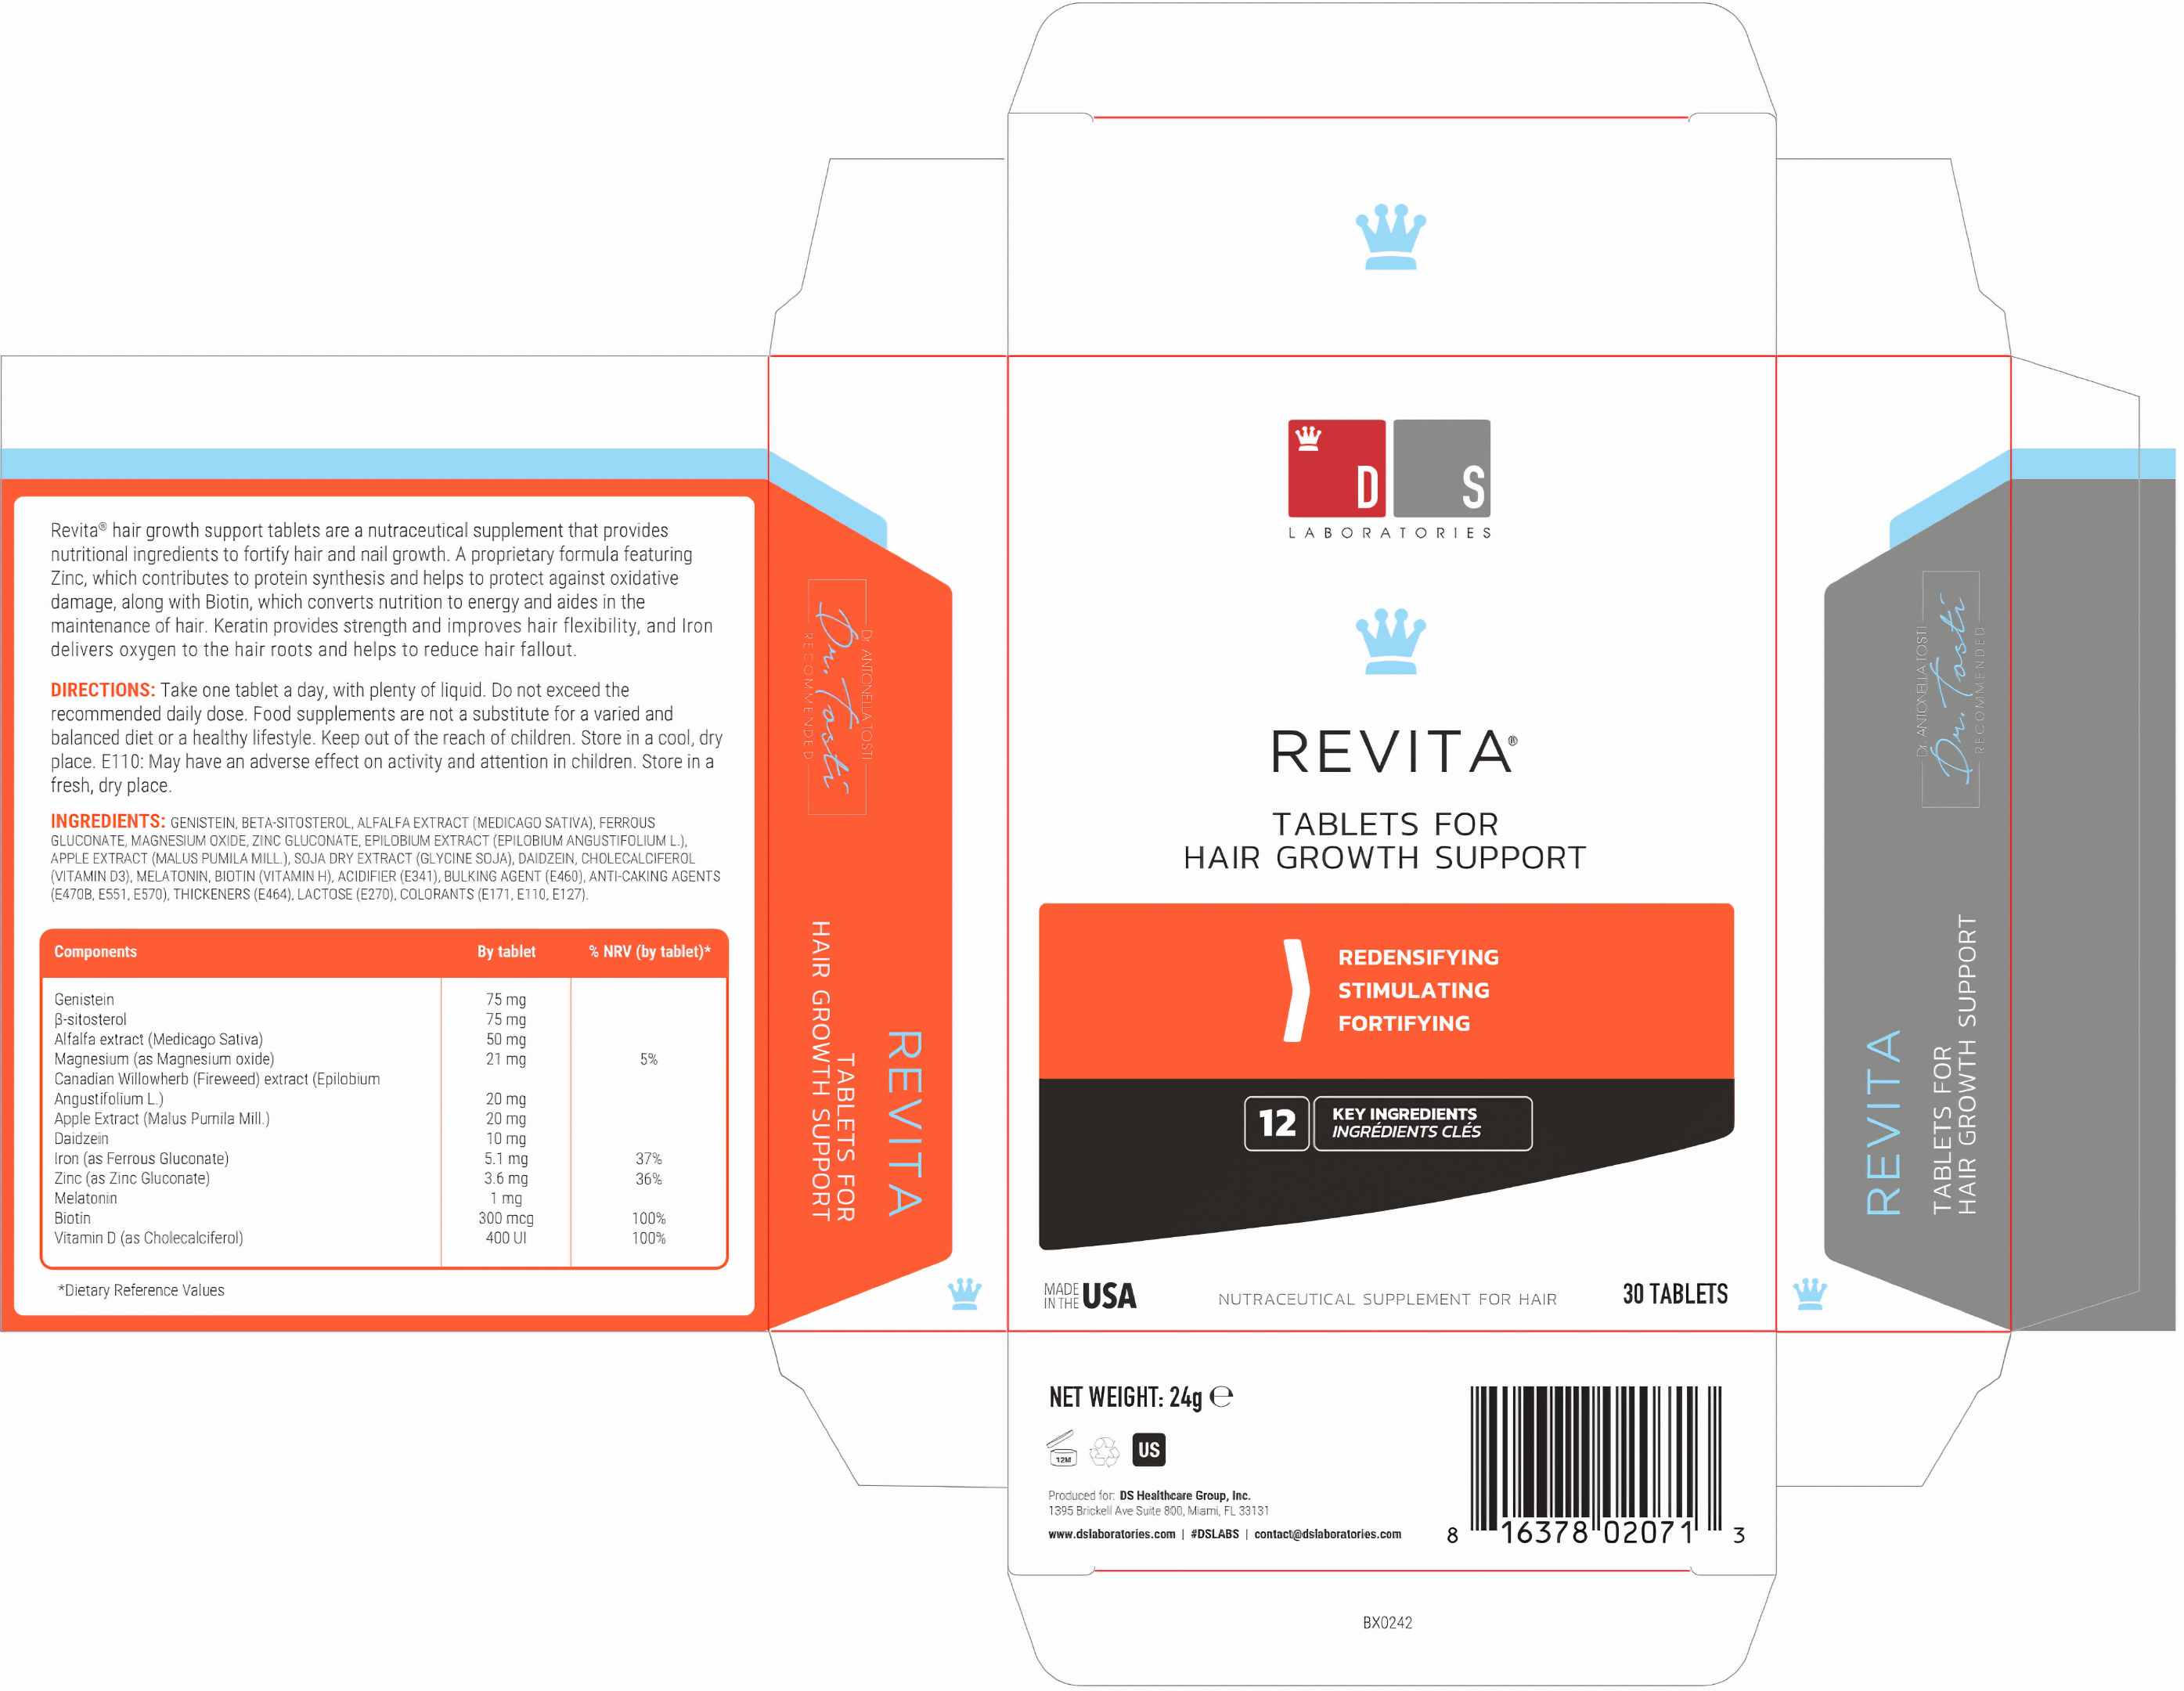 Revita® hair growth support tablets are a nutraceutical supplement that provides
nutritional ingredients to fortify hair and nail growth. A proprietary formula featuring
Zinc, which contributes to protein synthesis and helps to protect against oxidative
damage, along with Biotin, which converts nutrition to energy and aides in the
maintenance of hair. Keratin provides strength and improves hair flexibility, and Iron
delivers oxygen to the hair roots and helps to reduce hair fallout.
DIRECTIONS: Take one tablet a day, with plenty of liquid. Do not exceed the
recommended daily dose. Food supplements are not a substitute for a varied and
balanced diet or a healthy lifestyle. Keep out of the reach of children. Store in a cool, dry
place. E110: May have an adverse effect on activity and attention in children. Store in a
fresh, dry place.
INGREDIENTS: GENISTEIN, BETA-SITOSTEROL, ALFALFA EXTRACT (MEDICAGO SATIVA), FERROUS
GLUCONATE, MAGNESIUM OXIDE, ZINC GLUCONATE, EPILOBIUM EXTRACT (EPILOBIUM ANGUSTIFOLIUM L.),
APPLE EXTRACT (MALUS PUMILA MILL.), SOJA DRY EXTRACT (GLYCINE SOJA), DAIDZEIN, CHOLECALCIFEROL
(VITAMIN D3), MELATONIN, BIOTIN (VITAMIN H), ACIDIFIER (E341), BULKING AGENT (E460), ANTI-CAKING AGENTS
(E470B, E551, E570), THICKENERS (E464), LACTOSE (E270), COLORANTS (E171, E110, E127).
Components By tablet % NRV (by tablet)*
Genistein 75 mg
β-sitosterol 75 mg
Alfalfa extract (Medicago Sativa) 50 mg
Magnesium (as Magnesium oxide) 21 mg 5%
Canadian Willowherb (Fireweed) extract (Epilobium
Angustifolium L.) 20 mg
Apple Extract (Malus Pumila Mill.) 20 mg
Daidzein 10 mg
Iron (as Ferrous Gluconate) 5.1 mg 37%
Zinc (as Zinc Gluconate) 3.6 mg 36%
Melatonin 1 mg
Biotin 300 mcg 100%
Vitamin D (as Cholecalciferol) 400 UI 100%
*Dietary Reference Values
Dr. ANTONELLA TOSTI
Dr. Tosti
RECOMMENDED
REVITA
TABLETS FOR
HAIR GROWTH SUPPORT
D S
LABORATORIES
REVITA®
TABLETS FOR
HAIR GROWTH SUPPORT
REDENSIFYING
STIMULATING
FORTIFYING
12 KEY INGREDIENTS
INGRÉDIENTS CLÉS
MADE
IN THE USA
NUTRACEUTICAL SUPPLEMENT FOR HAIR
30 TABLETS
Dr. ANTONELLA TOSTI
Dr. Tosti
RECOMMENDED
REVITA
TABLETS FOR
HAIR GROWTH SUPPORT
NET WEIGHT: 24g ℮
12M
US
Produced for: DS Healthcare Group, Inc.
1395 Brickell Ave Suite 800, Miami, FL 33131
www.dslaboratories.com | #DSLABS | contact@dslaboratories.com
8 16378 02071 3
BX0242